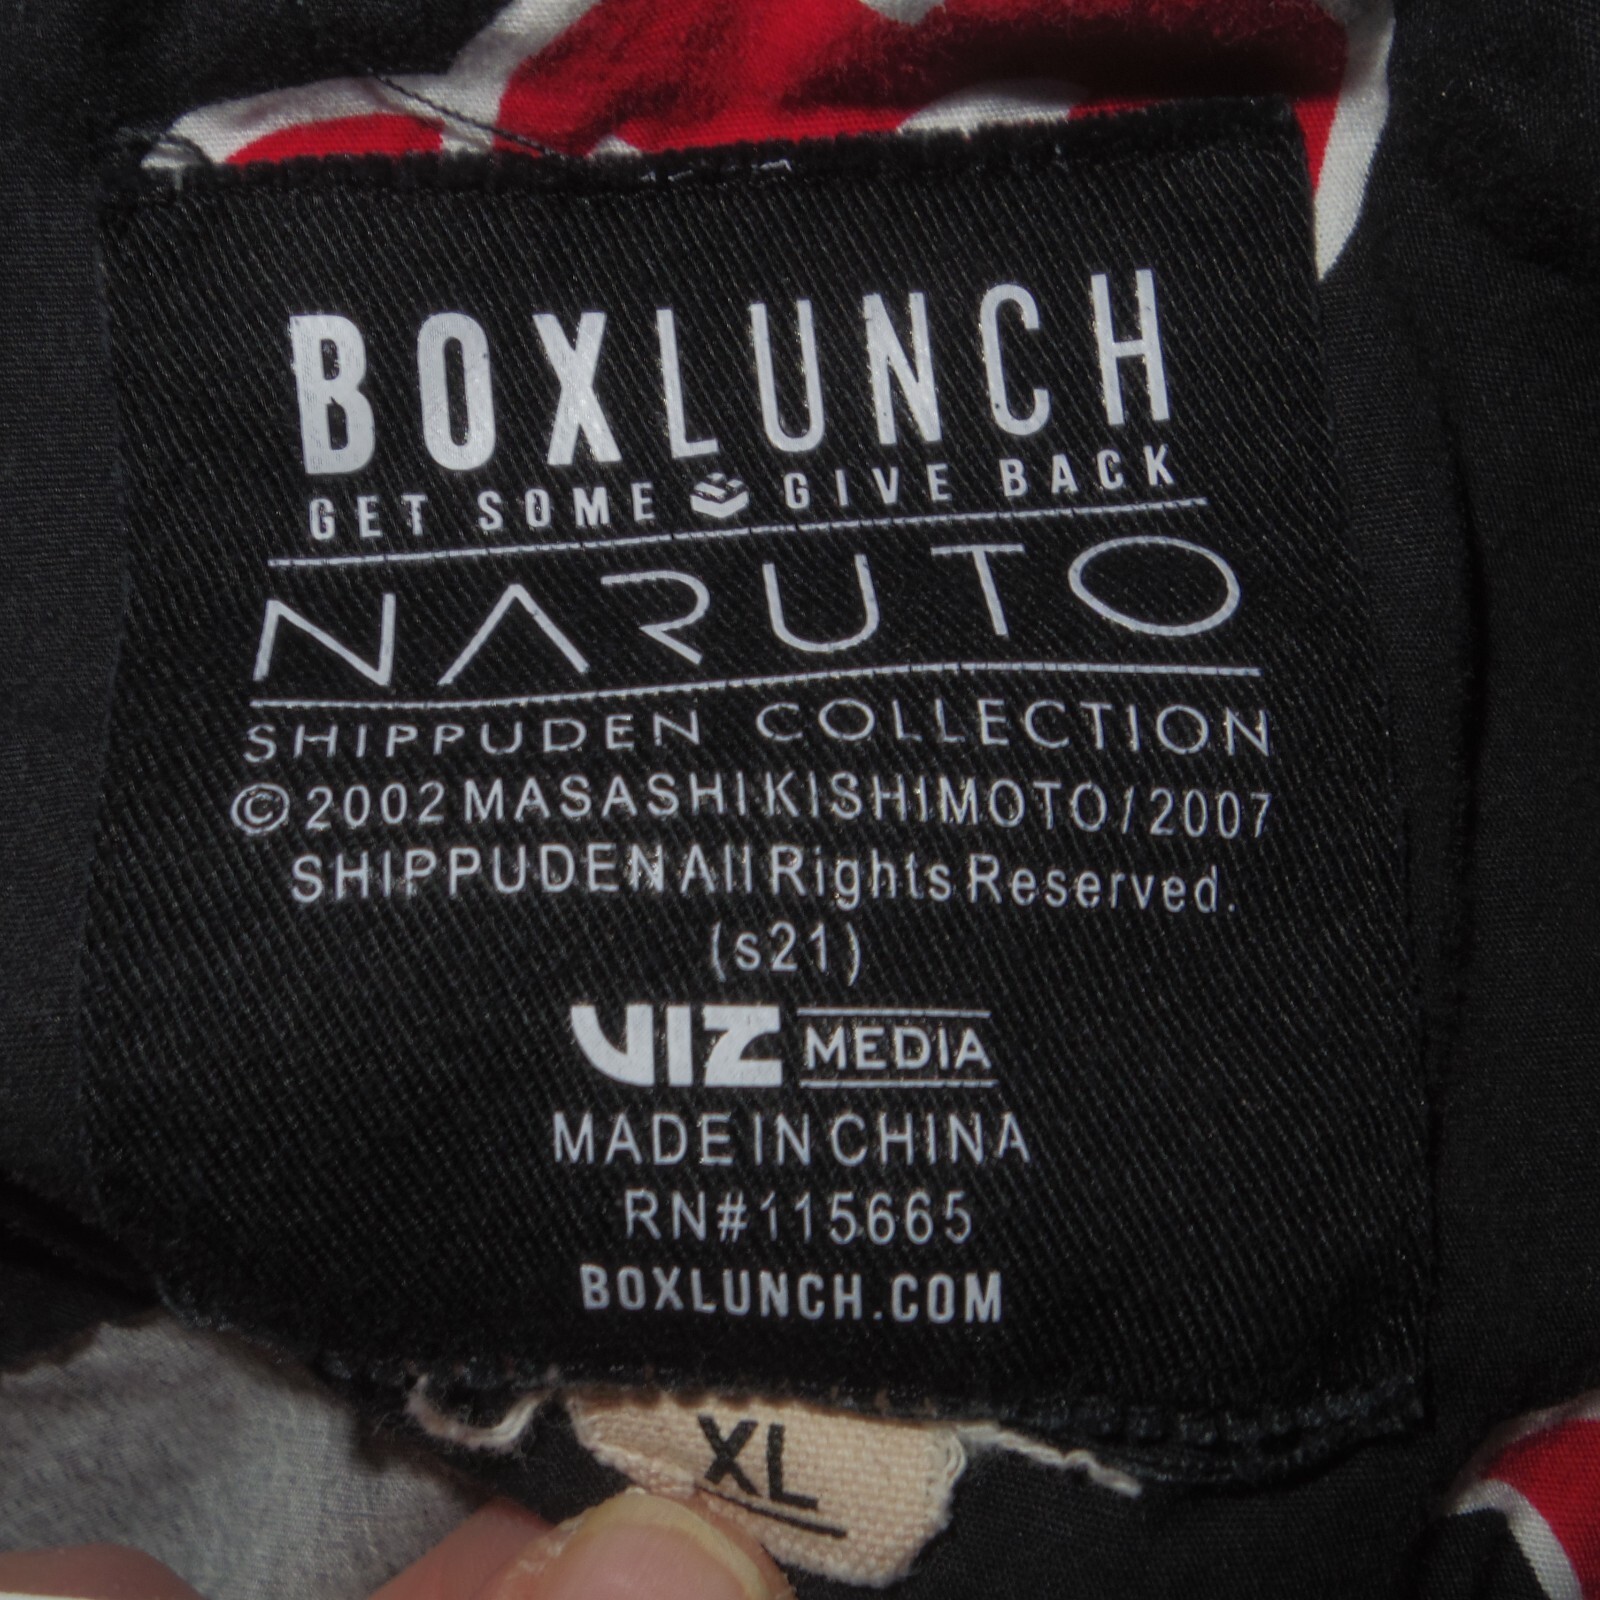 BOXLUNCH
GET SOME GIVE BACK
NARUTO
SHIPPUDEN COLLECTION
© 2002 MASASHI KISHIMOTO / 2007
SHIPPUDEN All Rights Reserved.
(s21)
VIZ MEDIA
MADE IN CHINA
RN#115665
BOXLUNCH.COM
XL